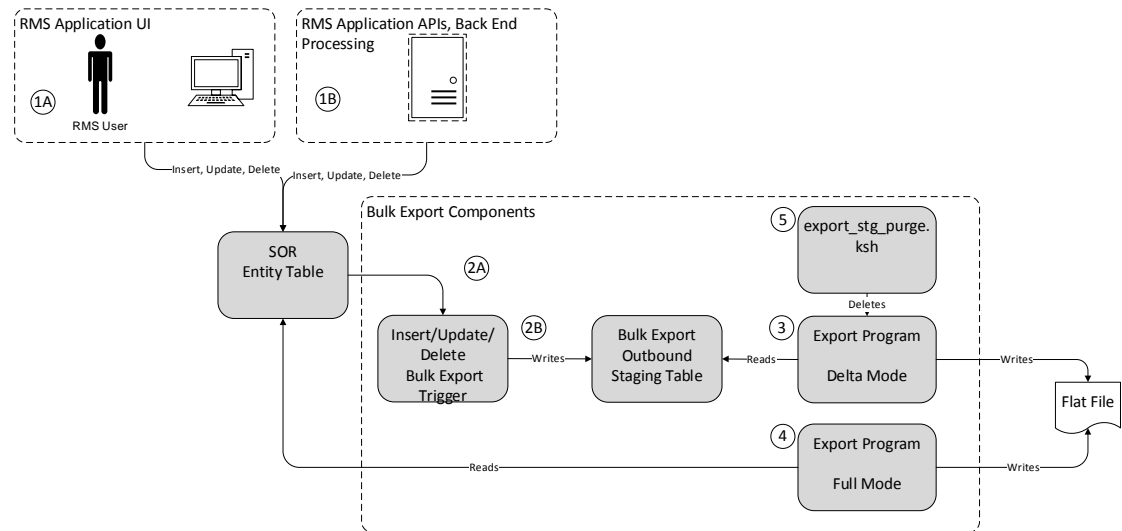 RMS Application UI
1A
RMS User
RMS Application APIs, Back End
Processing
1B
Insert, Update, Delete
Insert, Update, Delete
Bulk Export Components
SOR
Entity Table
2A
Insert/Update/
Delete
Bulk Export
Trigger
2B
Writes
Bulk Export
Outbound
Staging Table
Reads
5
export_stg_purge.
ksh
Deletes
3
Export Program
Delta Mode
Writes
Flat File
4
Export Program
Full Mode
Reads
Writes